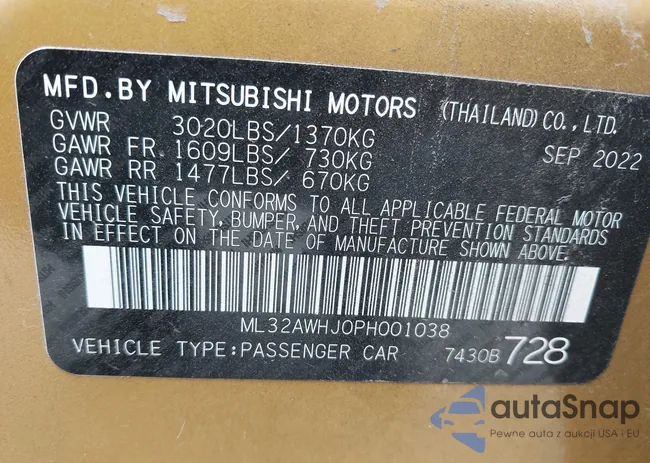 MFD.BY MITSUBISHI MOTORS (THAILAND) CO., LTD.
GVWR 3020LBS/1370KG SEP 2022
GAWR FR 1609LBS/ 730KG
GAWR RR 1477LBS/ 670KG
THIS VEHICLE CONFORMS TO ALL APPLICABLE FEDERAL MOTOR
VEHICLE SAFETY, BUMPER, AND THEFT PREVENTION STANDARDS
IN EFFECT ON THE DATE OF MANUFACTURE SHOWN ABOVE.
ML32AWHJ0PH001038
VEHICLE TYPE:PASSENGER CAR 7430B 728
autaSnap
Pewne auta z aukcji USA i EU